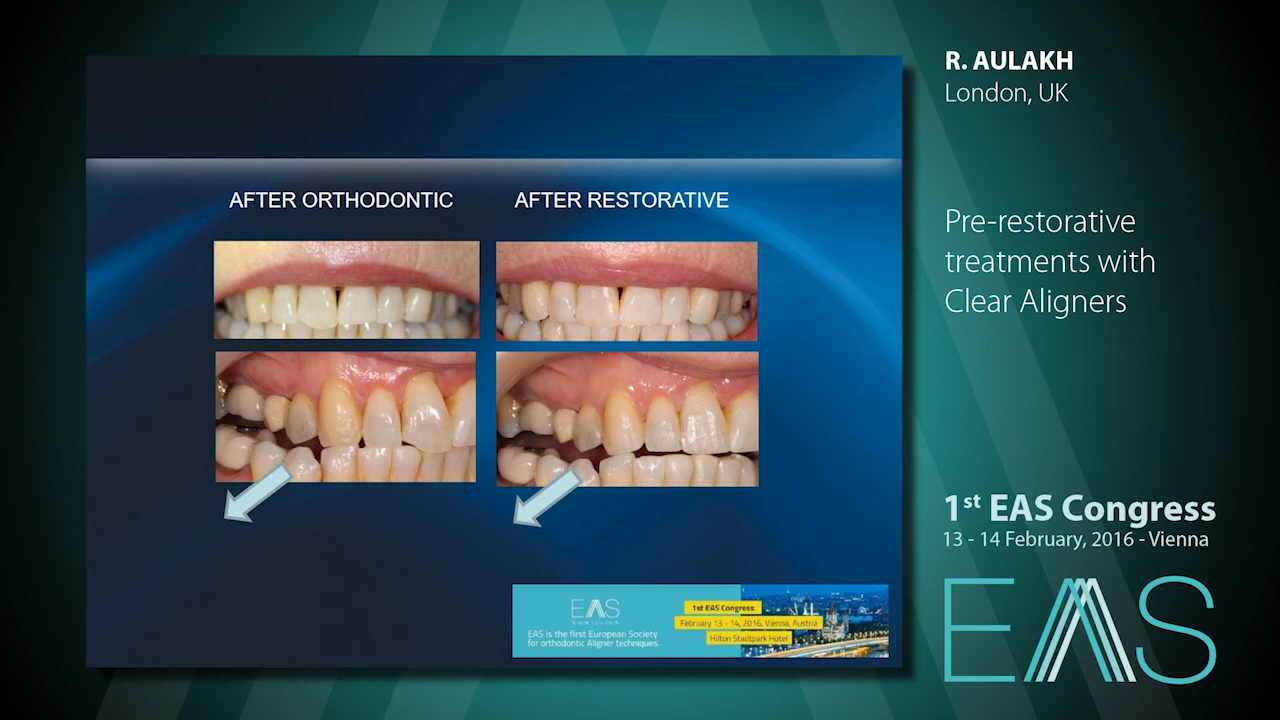 AFTER ORTHODONTIC
AFTER RESTORATIVE
EAS
EAS is the first European Society
for orthodontic Aligner techniques.
1st EAS Congress
February 13 - 14, 2016, Vienna, Austria
Hilton Stadtpark Hotel
R. AULAKH
London, UK
Pre-restorative
treatments with
Clear Aligners
1st EAS Congress
13 - 14 February, 2016 - Vienna
EAS